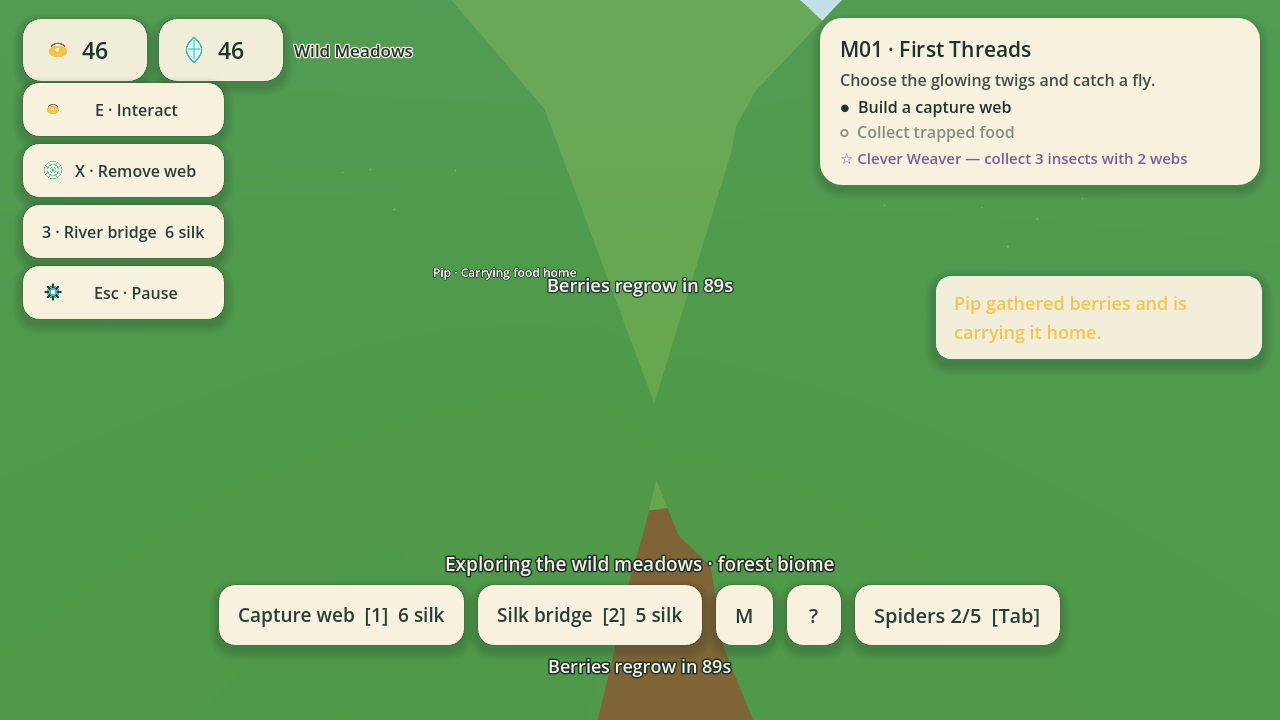 46
46
Wild Meadows
E · Interact
X · Remove web
3 · River bridge 6 silk
Esc · Pause
M01 · First Threads
Choose the glowing twigs and catch a fly.
● Build a capture web
○ Collect trapped food
☆ Clever Weaver — collect 3 insects with 2 webs
Pip · Carrying food home
Berries regrow in 89s
Pip gathered berries and is
carrying it home.
Exploring the wild meadows · forest biome
Capture web [1] 6 silk
Silk bridge [2] 5 silk
M
?
Spiders 2/5 [Tab]
Berries regrow in 89s